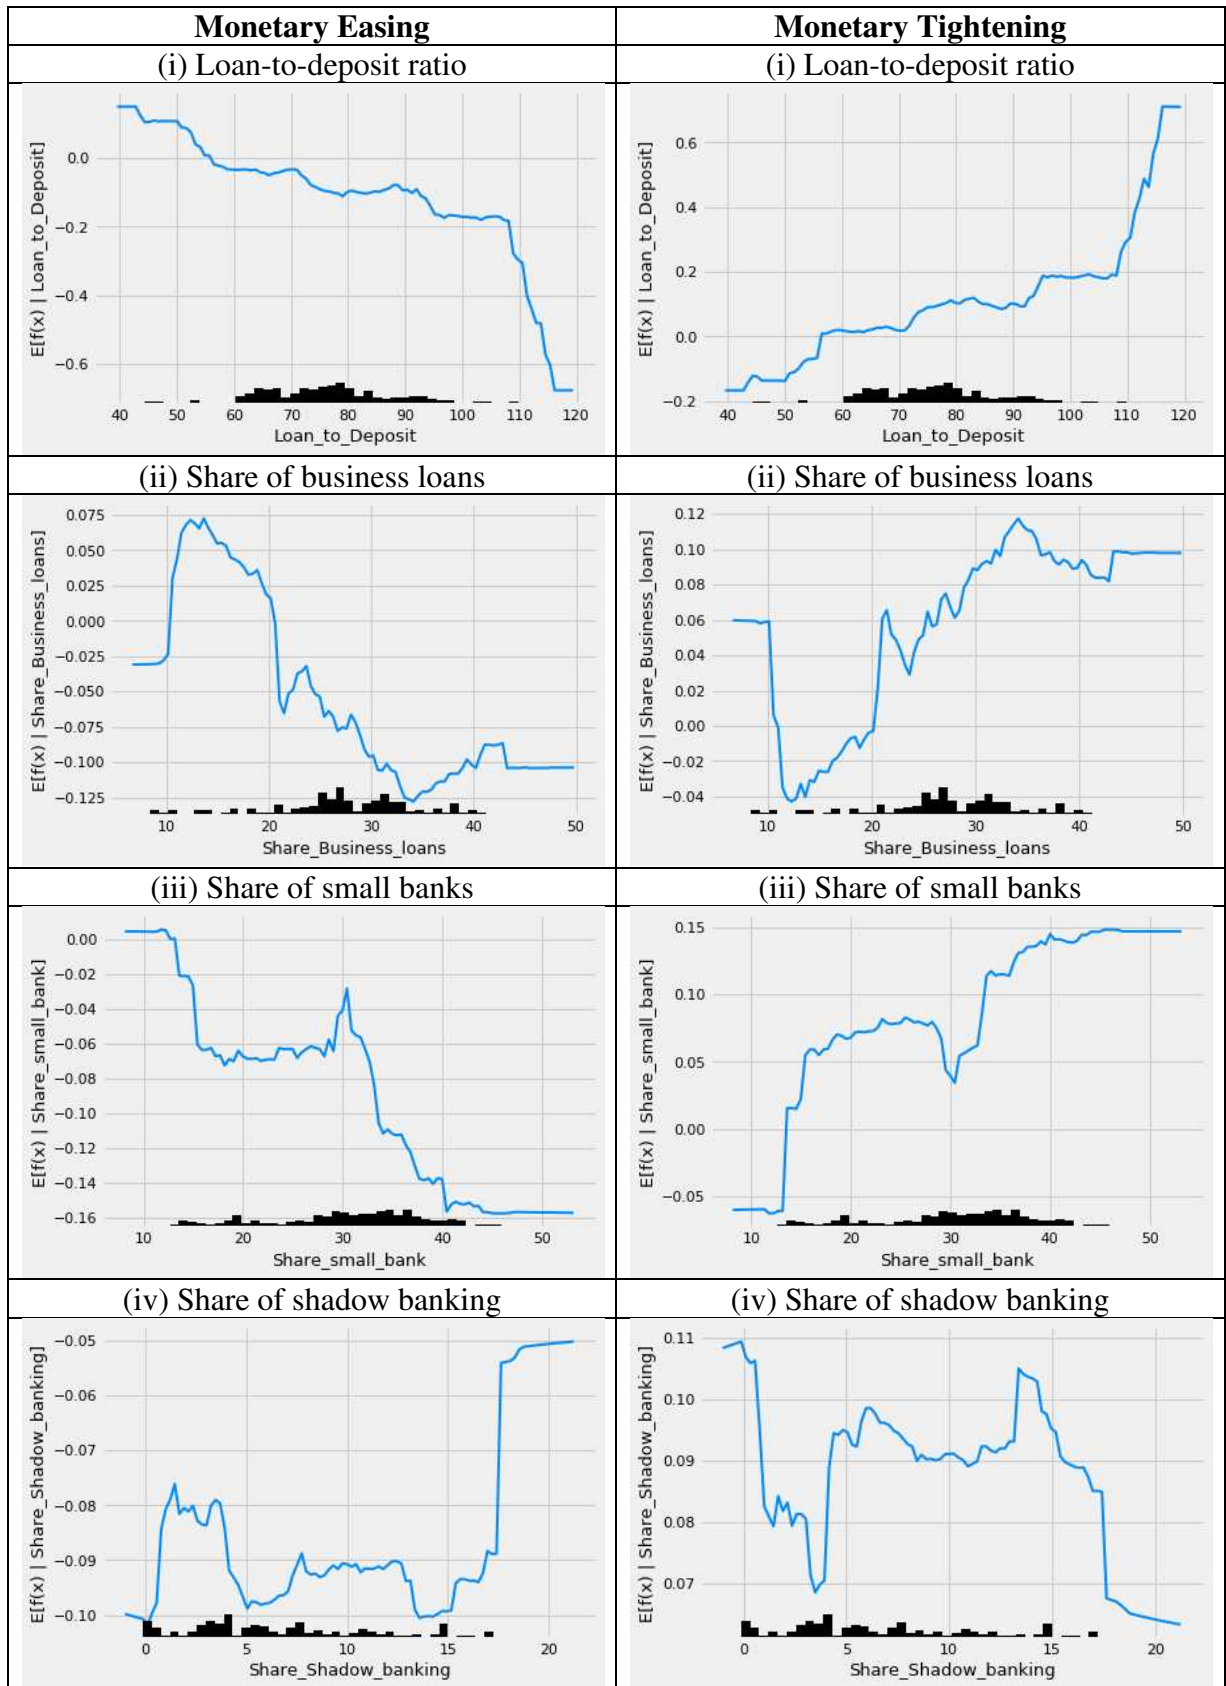 Monetary Easing
Monetary Tightening
(i) Loan-to-deposit ratio
(i) Loan-to-deposit ratio
E[f(x) | Loan_to_Deposit]
0.0
−0.2
−0.4
−0.6
40 50 60 70 80 90 100 110 120
Loan_to_Deposit
E[f(x) | Loan_to_Deposit]
0.6
0.4
0.2
0.0
−0.2
40 50 60 70 80 90 100 110 120
Loan_to_Deposit
(ii) Share of business loans
(ii) Share of business loans
E[f(x) | Share_Business_loans]
0.075
0.050
0.025
0.000
−0.025
−0.050
−0.075
−0.100
−0.125
10 20 30 40 50
Share_Business_loans
E[f(x) | Share_Business_loans]
0.12
0.10
0.08
0.06
0.04
0.02
0.00
−0.02
−0.04
10 20 30 40 50
Share_Business_loans
(iii) Share of small banks
(iii) Share of small banks
E[f(x) | Share_small_bank]
0.00
−0.02
−0.04
−0.06
−0.08
−0.10
−0.12
−0.14
−0.16
10 20 30 40 50
Share_small_bank
E[f(x) | Share_small_bank]
0.15
0.10
0.05
0.00
−0.05
10 20 30 40 50
Share_small_bank
(iv) Share of shadow banking
(iv) Share of shadow banking
E[f(x) | Share_Shadow_banking]
−0.05
−0.06
−0.07
−0.08
−0.09
−0.10
0 5 10 15 20
Share_Shadow_banking
E[f(x) | Share_Shadow_banking]
0.11
0.10
0.09
0.08
0.07
0 5 10 15 20
Share_Shadow_banking